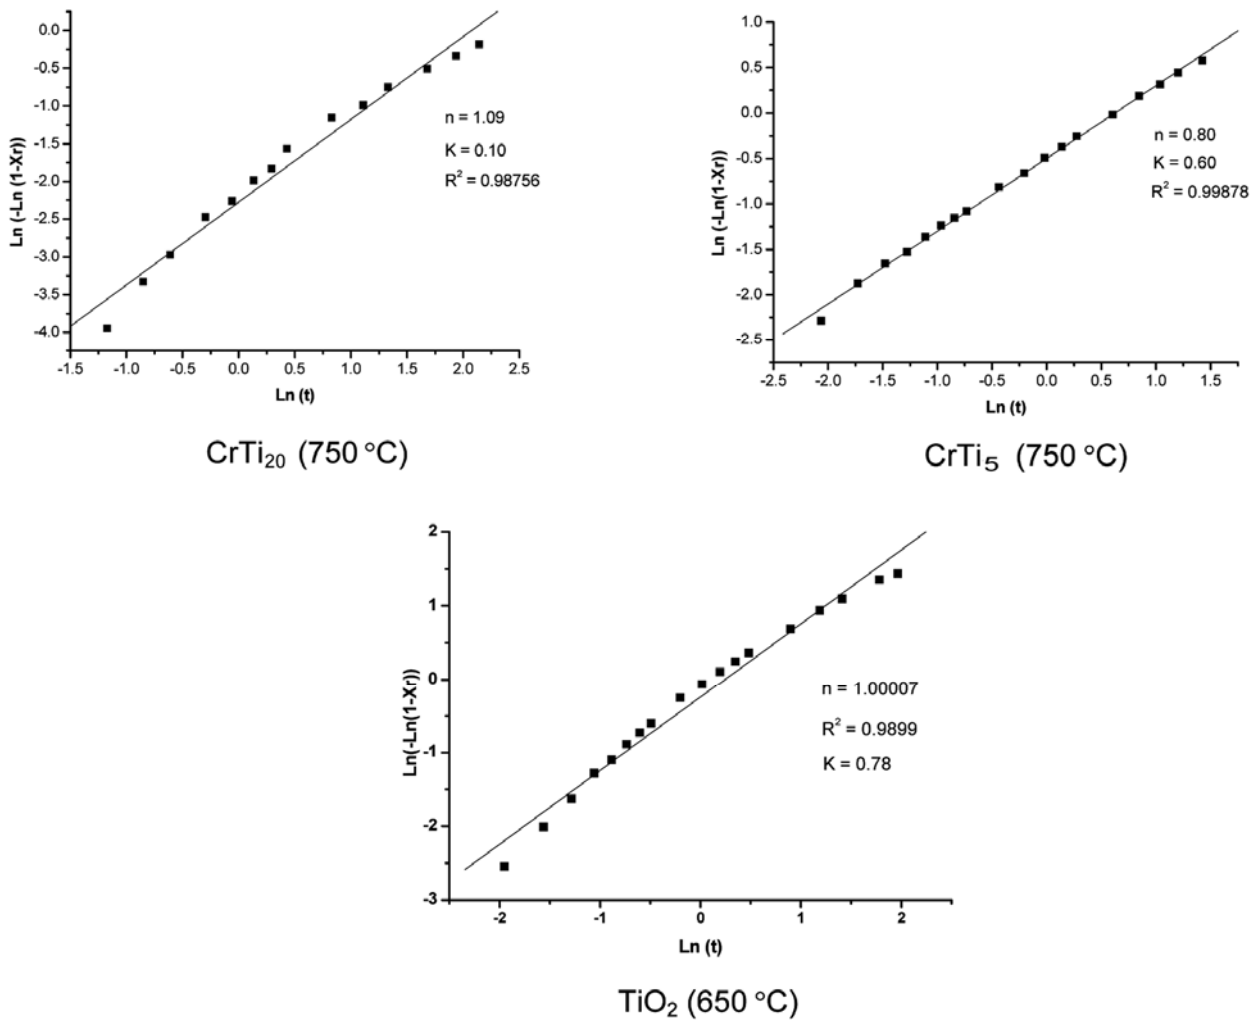 0.0
-0.5
-1.0
-1.5
-2.0
-2.5
-3.0
-3.5
-4.0
Ln (-Ln (1-Xr))
n = 1.09
K = 0.10
R² = 0.98756
-1.5 -1.0 -0.5 0.0 0.5 1.0 1.5 2.0 2.5
Ln (t)
CrTi₂₀ (750 °C)
1.0
0.5
0.0
-0.5
-1.0
-1.5
-2.0
-2.5
Ln (-Ln(1-Xr))
n = 0.80
K = 0.60
R² = 0.99878
-2.5 -2.0 -1.5 -1.0 -0.5 0.0 0.5 1.0 1.5
Ln (t)
CrTi₅ (750 °C)
2
1
0
-1
-2
-3
Ln(-Ln(1-Xr))
n = 1.00007
R² = 0.9899
K = 0.78
-2 -1 0 1 2
Ln (t)
TiO₂ (650 °C)